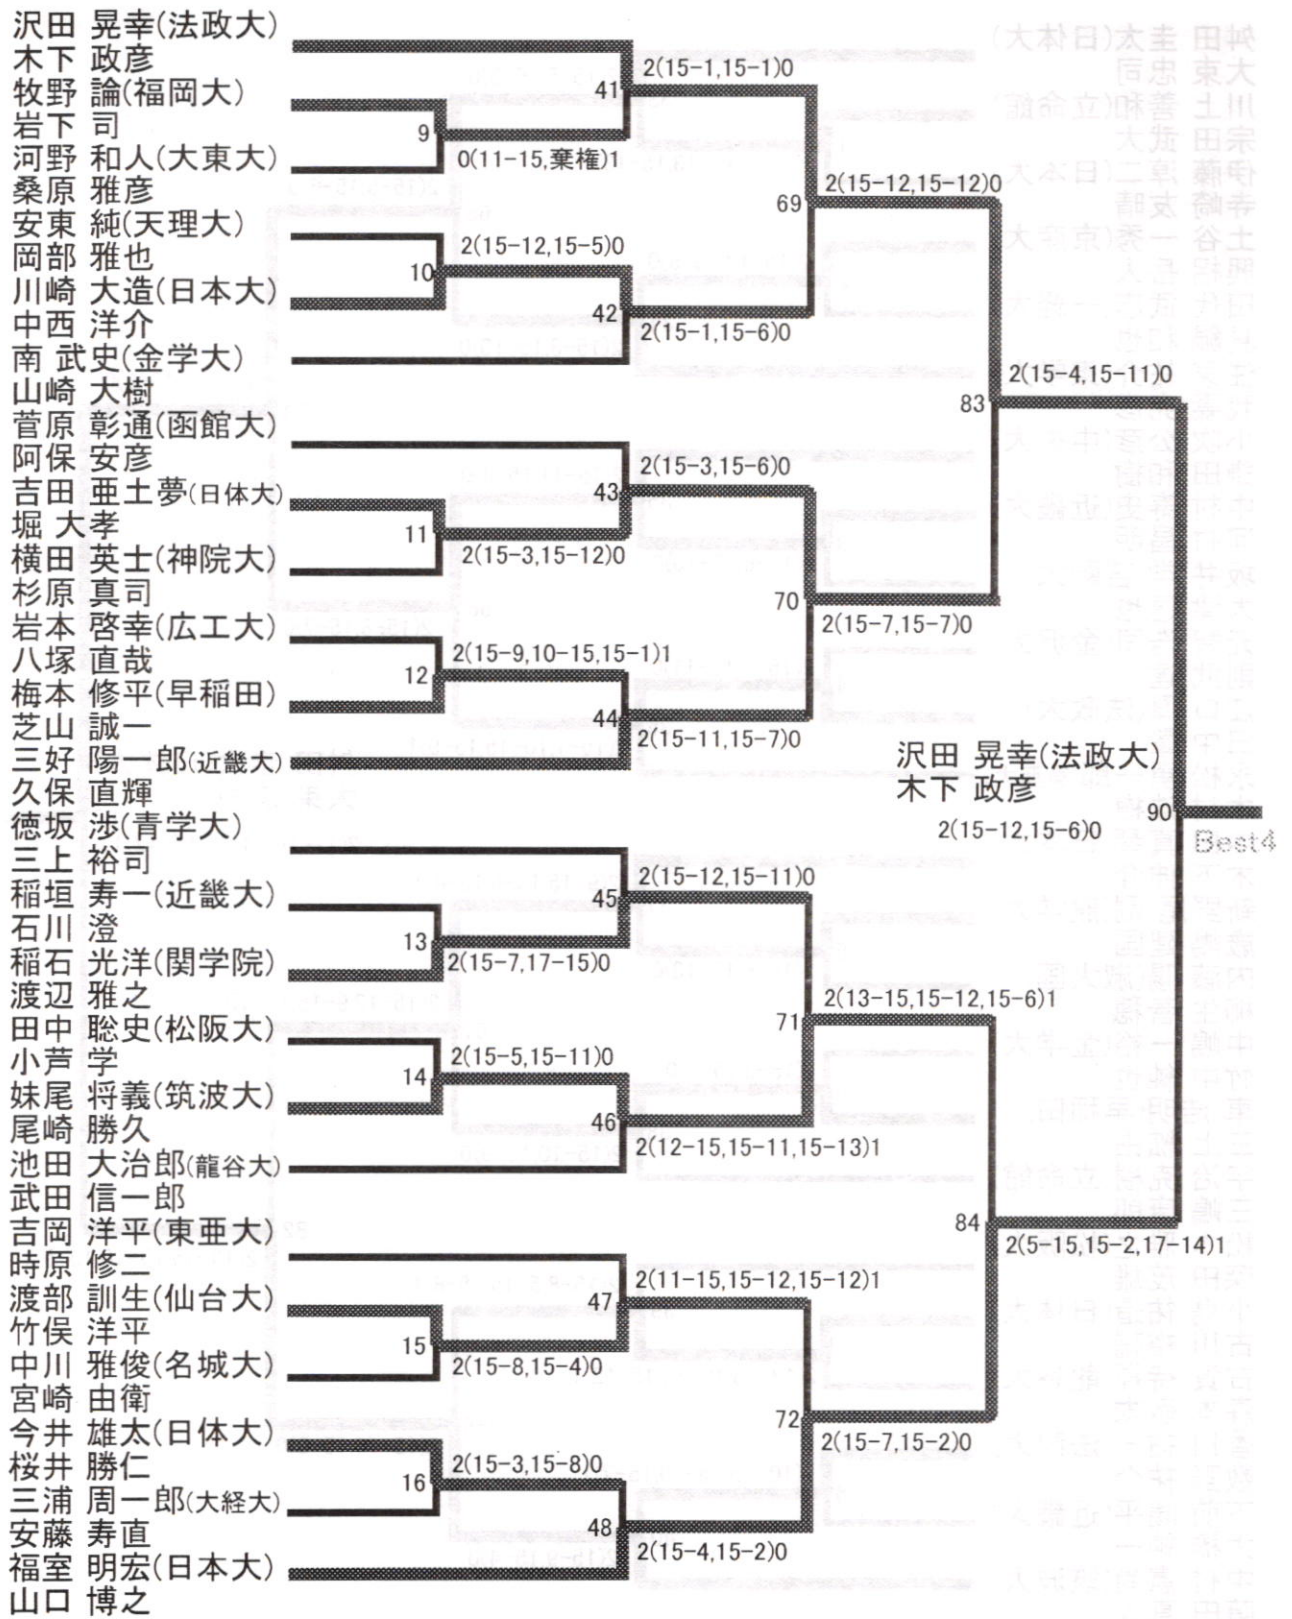 沢田 晃幸(法政大)
木下 政彦
牧野 論(福岡大)
岩下 司
河野 和人(大東大)
桑原 雅彦
安東 純(天理大)
岡部 雅也
川崎 大造(日本大)
中西 洋介
南 武史(金学大)
山崎 大樹
菅原 彰通(函館大)
阿保 安彦
吉田 亜土夢(日体大)
堀 大孝
横田 英士(神院大)
杉原 真司
岩本 啓幸(広工大)
八塚 直哉
梅本 修平(早稲田)
芝山 誠一
三好 陽一郎(近畿大)
久保 直輝
徳坂 渉(青学大)
三上 裕司
稲垣 寿一(近畿大)
石川 澄
稲石 光洋(関学院)
渡辺 雅之
田中 聡史(松阪大)
小芦 学
妹尾 将義(筑波大)
尾崎 勝久
池田 大治郎(龍谷大)
武田 信一郎
吉岡 洋平(東亜大)
時原 修二
渡部 訓生(仙台大)
竹俣 洋平
中川 雅俊(名城大)
宮崎 由衛
今井 雄太(日体大)
桜井 勝仁
三浦 周一郎(大経大)
安藤 寿直
福室 明宏(日本大)
山口 博之
9
0(11-15,棄権)1
10
2(15-12,15-5)0
11
2(15-3,15-12)0
12
2(15-9,10-15,15-1)1
13
2(15-7,17-15)0
14
2(15-5,15-11)0
15
2(15-8,15-4)0
16
2(15-3,15-8)0
41
2(15-1,15-1)0
42
2(15-1,15-6)0
43
2(15-3,15-6)0
44
2(15-11,15-7)0
45
2(15-12,15-11)0
46
2(12-15,15-11,15-13)1
47
2(11-15,15-12,15-12)1
48
2(15-4,15-2)0
69
2(15-12,15-12)0
70
2(15-7,15-7)0
71
2(13-15,15-12,15-6)1
72
2(15-7,15-2)0
83
2(15-4,15-11)0
84
2(5-15,15-2,17-14)1
沢田 晃幸(法政大)
木下 政彦
2(15-12,15-6)0
90
Best4